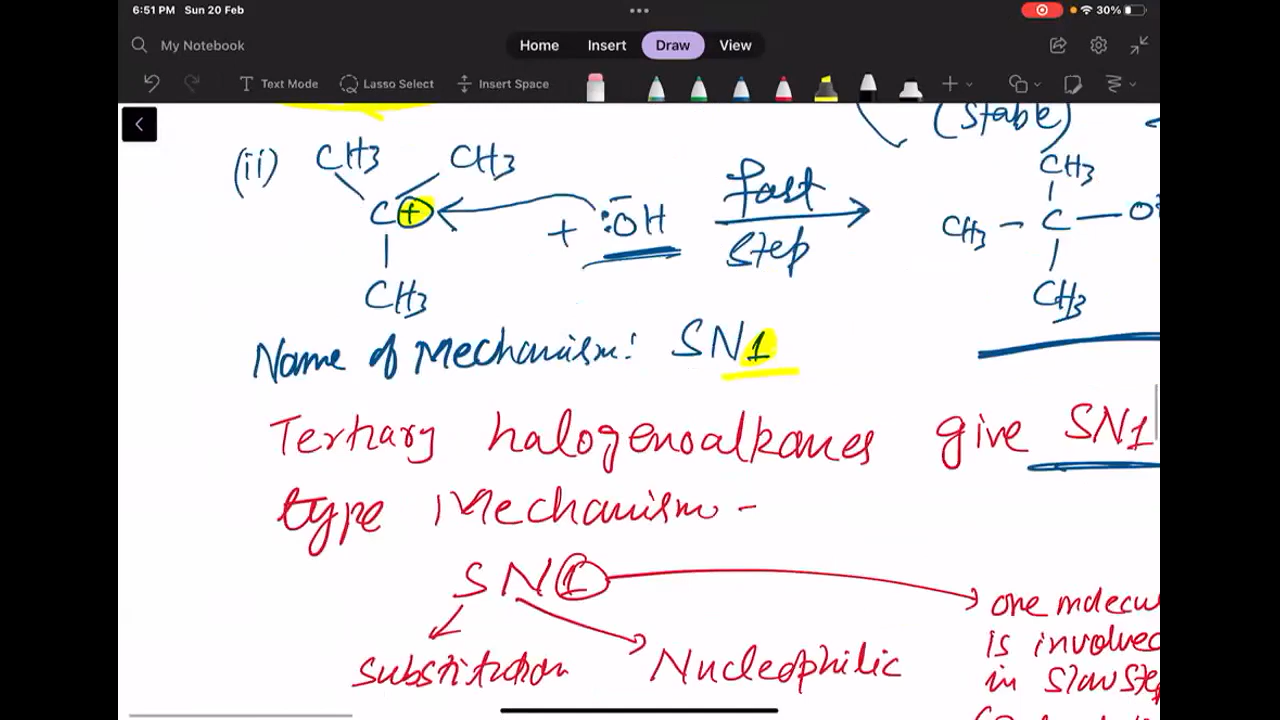 6:51 PM Sun 20 Feb
30%
My Notebook
Home Insert Draw View
Text Mode Lasso Select Insert Space
(Stable)
(ii) CH3 CH3
C + + :ŌH fast step
CH3
CH3
CH3 - C - O
CH3
Name of Mechanism: SN1
Tertiary halogenoalkanes give SN1
type Mechanism -
SN1
one molecu
is involved
in slow step
substitution Nucleophilic